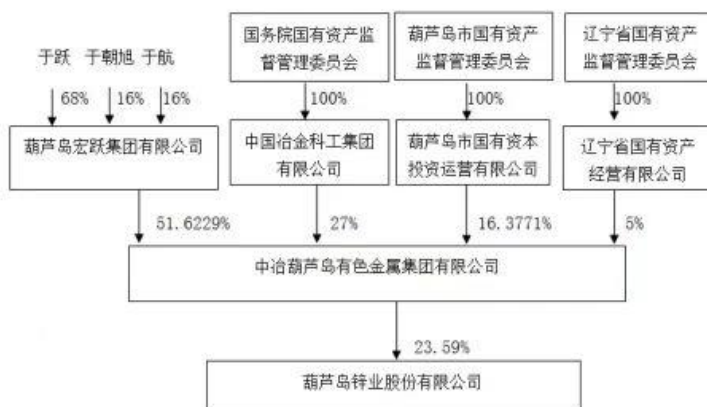 国务院国有资产监
督管理委员会
葫芦岛市国有资产
监督管理委员会
辽宁省国有资产
监督管理委员会
于跃 于朝旭 于航
68% 16% 16% 100% 100% 100%
葫芦岛宏跃集团有限公司
中国冶金科工集团
有限公司
葫芦岛市国有资本
投资运营有限公司
辽宁省国有资产
经营有限公司
51.6229% 27% 16.3771% 5%
中冶葫芦岛有色金属集团有限公司
23.59%
葫芦岛锌业股份有限公司